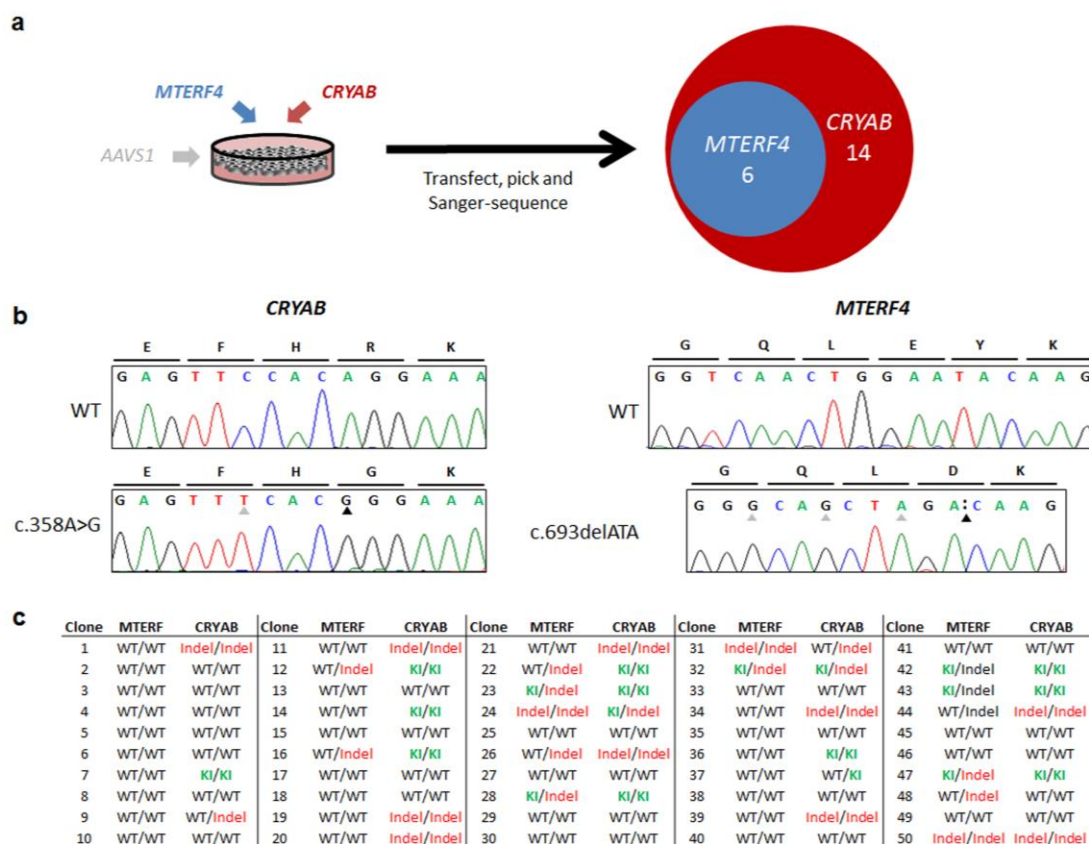 a
MTERF4
CRYAB
AAVS1
Transfect, pick and
Sanger-sequence
MTERF4
6
CRYAB
14
b
CRYAB
E F H R K
G A G T T C C A C A G G A A A
WT
E F H G K
G A G T T T C A C G G G A A A
c.358A>G
MTERF4
G Q L E Y K
G G T C A A C T G G A A T A C A A G
WT
G Q L D K
G G G C A G C T A G A : C A A G
c.693delATA
c
Clone MTERF CRYAB Clone MTERF CRYAB Clone MTERF CRYAB Clone MTERF CRYAB Clone MTERF CRYAB
1 WT/WT Indel/Indel 11 WT/WT Indel/Indel 21 WT/WT Indel/Indel 31 Indel/Indel WT/Indel 41 WT/WT WT/WT
2 WT/WT WT/WT 12 WT/Indel KI/KI 22 WT/Indel KI/KI 32 KI/Indel KI/Indel 42 KI/Indel KI/KI
3 WT/WT WT/WT 13 WT/WT WT/WT 23 KI/Indel KI/KI 33 WT/WT WT/WT 43 KI/Indel KI/KI
4 WT/WT WT/WT 14 WT/WT KI/KI 24 Indel/Indel KI/Indel 34 WT/WT Indel/Indel 44 WT/Indel Indel/Indel
5 WT/WT WT/WT 15 WT/WT WT/WT 25 WT/WT WT/WT 35 WT/WT WT/WT 45 WT/WT WT/WT
6 WT/WT WT/WT 16 WT/Indel KI/KI 26 WT/Indel Indel/Indel 36 WT/WT KI/KI 46 WT/WT WT/WT
7 WT/WT KI/KI 17 WT/WT WT/WT 27 WT/WT WT/WT 37 WT/WT WT/KI 47 KI/Indel KI/KI
8 WT/WT WT/WT 18 WT/WT WT/WT 28 KI/Indel KI/KI 38 WT/WT WT/WT 48 WT/Indel WT/WT
9 WT/WT WT/Indel 19 WT/WT Indel/Indel 29 WT/WT WT/WT 39 WT/WT Indel/Indel 49 WT/WT WT/WT
10 WT/WT WT/WT 20 WT/WT Indel/Indel 30 WT/WT WT/WT 40 WT/WT WT/WT 50 Indel/Indel Indel/Indel